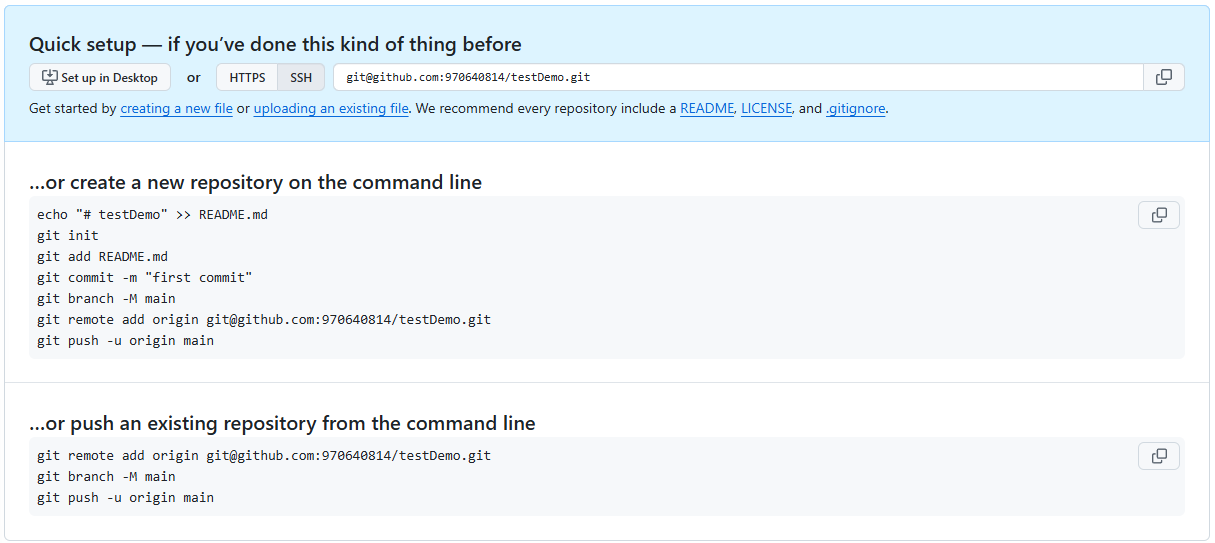 Quick setup — if you’ve done this kind of thing before
Set up in Desktop or HTTPS SSH git@github.com:970640814/testDemo.git
Get started by creating a new file or uploading an existing file. We recommend every repository include a README, LICENSE, and .gitignore.
…or create a new repository on the command line
echo "# testDemo" >> README.md
git init
git add README.md
git commit -m "first commit"
git branch -M main
git remote add origin git@github.com:970640814/testDemo.git
git push -u origin main
…or push an existing repository from the command line
git remote add origin git@github.com:970640814/testDemo.git
git branch -M main
git push -u origin main